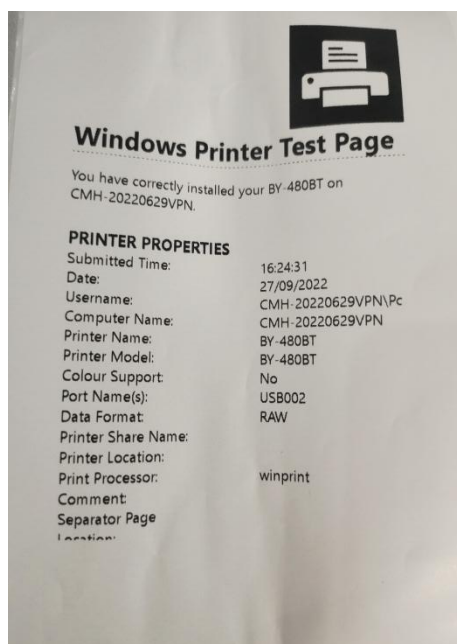 Windows Printer Test Page
You have correctly installed your BY-480BT on
CMH-20220629VPN.
PRINTER PROPERTIES
Submitted Time: 16:24:31
Date: 27/09/2022
Username: CMH-20220629VPN\Pc
Computer Name: CMH-20220629VPN
Printer Name: BY-480BT
Printer Model: BY-480BT
Colour Support: No
Port Name(s): USB002
Data Format: RAW
Printer Share Name:
Printer Location:
Print Processor: winprint
Comment:
Separator Page
Location: